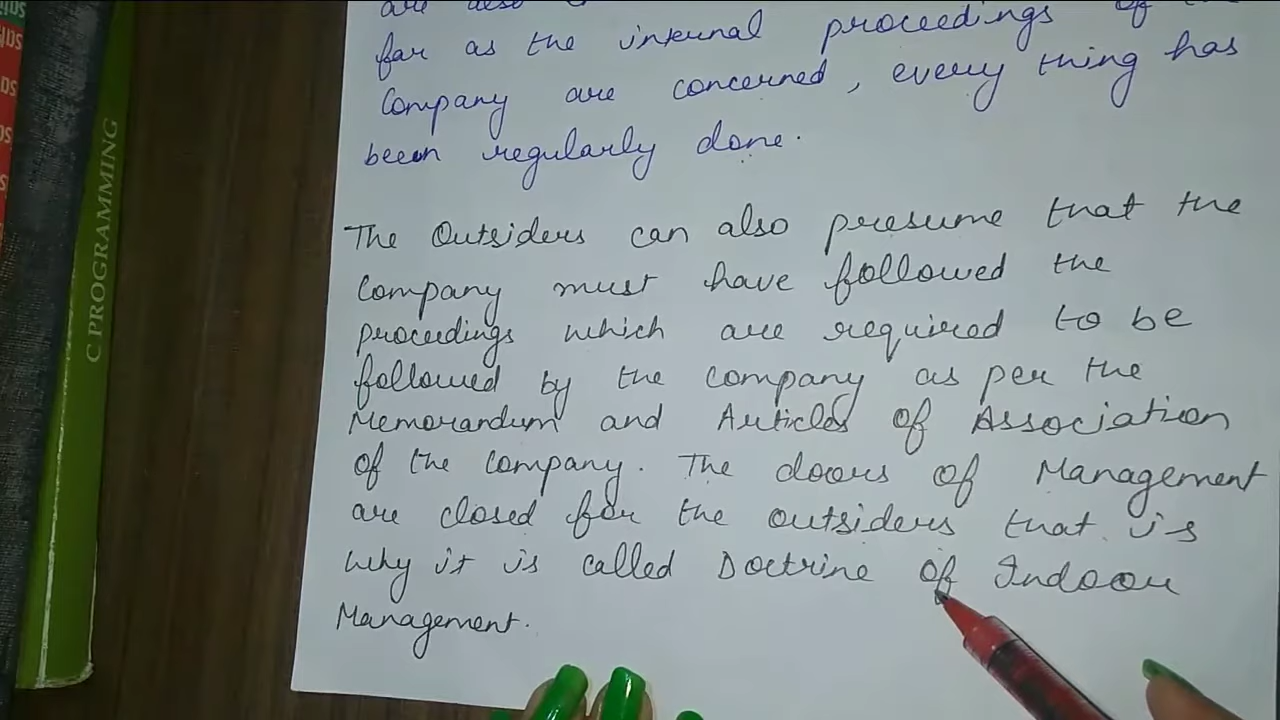 far as the internal proceedings of
Company are concerned, every thing has
been regularly done.
The Outsiders can also presume that the
Company must have followed the
proceedings which are required to be
followed by the company as per the
Memorandum and Articles of Association
of the company. The doors of Management
are closed for the outsiders that is
why it is called Doctrine of Indoor
Management.
C PROGRAMMING